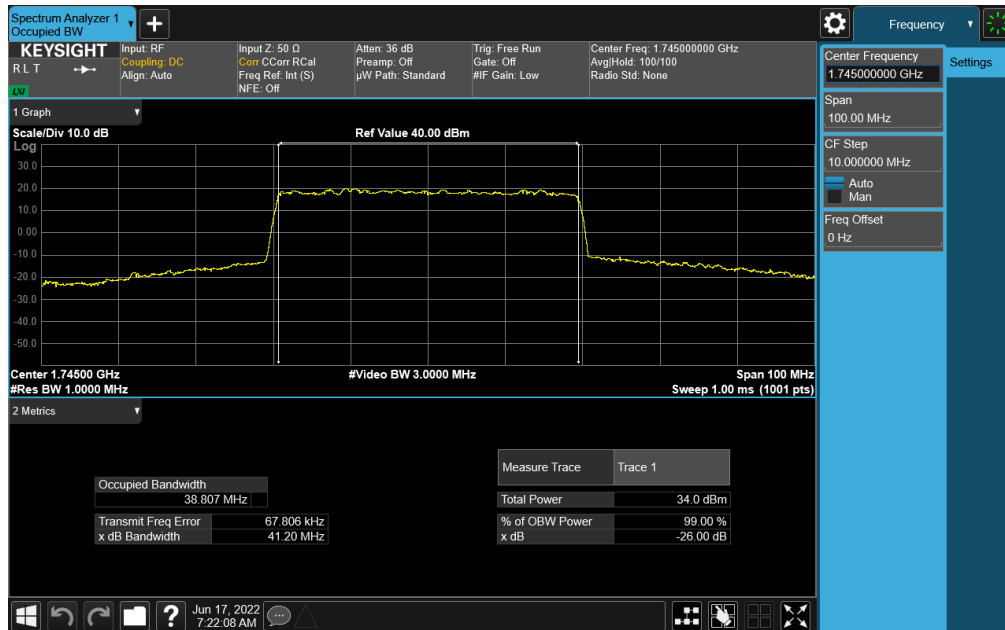 Spectrum Analyzer 1
Occupied BW
Frequency
KEYSIGHT
R L T
LXI
Input: RF
Coupling: DC
Align: Auto
Input Z: 50 Ω
Corr CCorr RCal
Freq Ref: Int (S)
NFE: Off
Atten: 36 dB
Preamp: Off
µW Path: Standard
Trig: Free Run
Gate: Off
#IF Gain: Low
Center Freq: 1.745000000 GHz
Avg|Hold: 100/100
Radio Std: None
Center Frequency
1.745000000 GHz
Settings
Span
100.00 MHz
CF Step
10.000000 MHz
Auto
Man
Freq Offset
0 Hz
1 Graph
Scale/Div 10.0 dB
Ref Value 40.00 dBm
Log
30.0
20.0
10.0
0.00
-10.0
-20.0
-30.0
-40.0
-50.0
Center 1.74500 GHz
#Video BW 3.0000 MHz
Span 100 MHz
#Res BW 1.0000 MHz
Sweep 1.00 ms (1001 pts)
2 Metrics
Measure Trace
Trace 1
Occupied Bandwidth
38.807 MHz
Total Power
34.0 dBm
Transmit Freq Error
67.806 kHz
% of OBW Power
99.00 %
x dB Bandwidth
41.20 MHz
x dB
-26.00 dB
?
Jun 17, 2022
7:22:08 AM